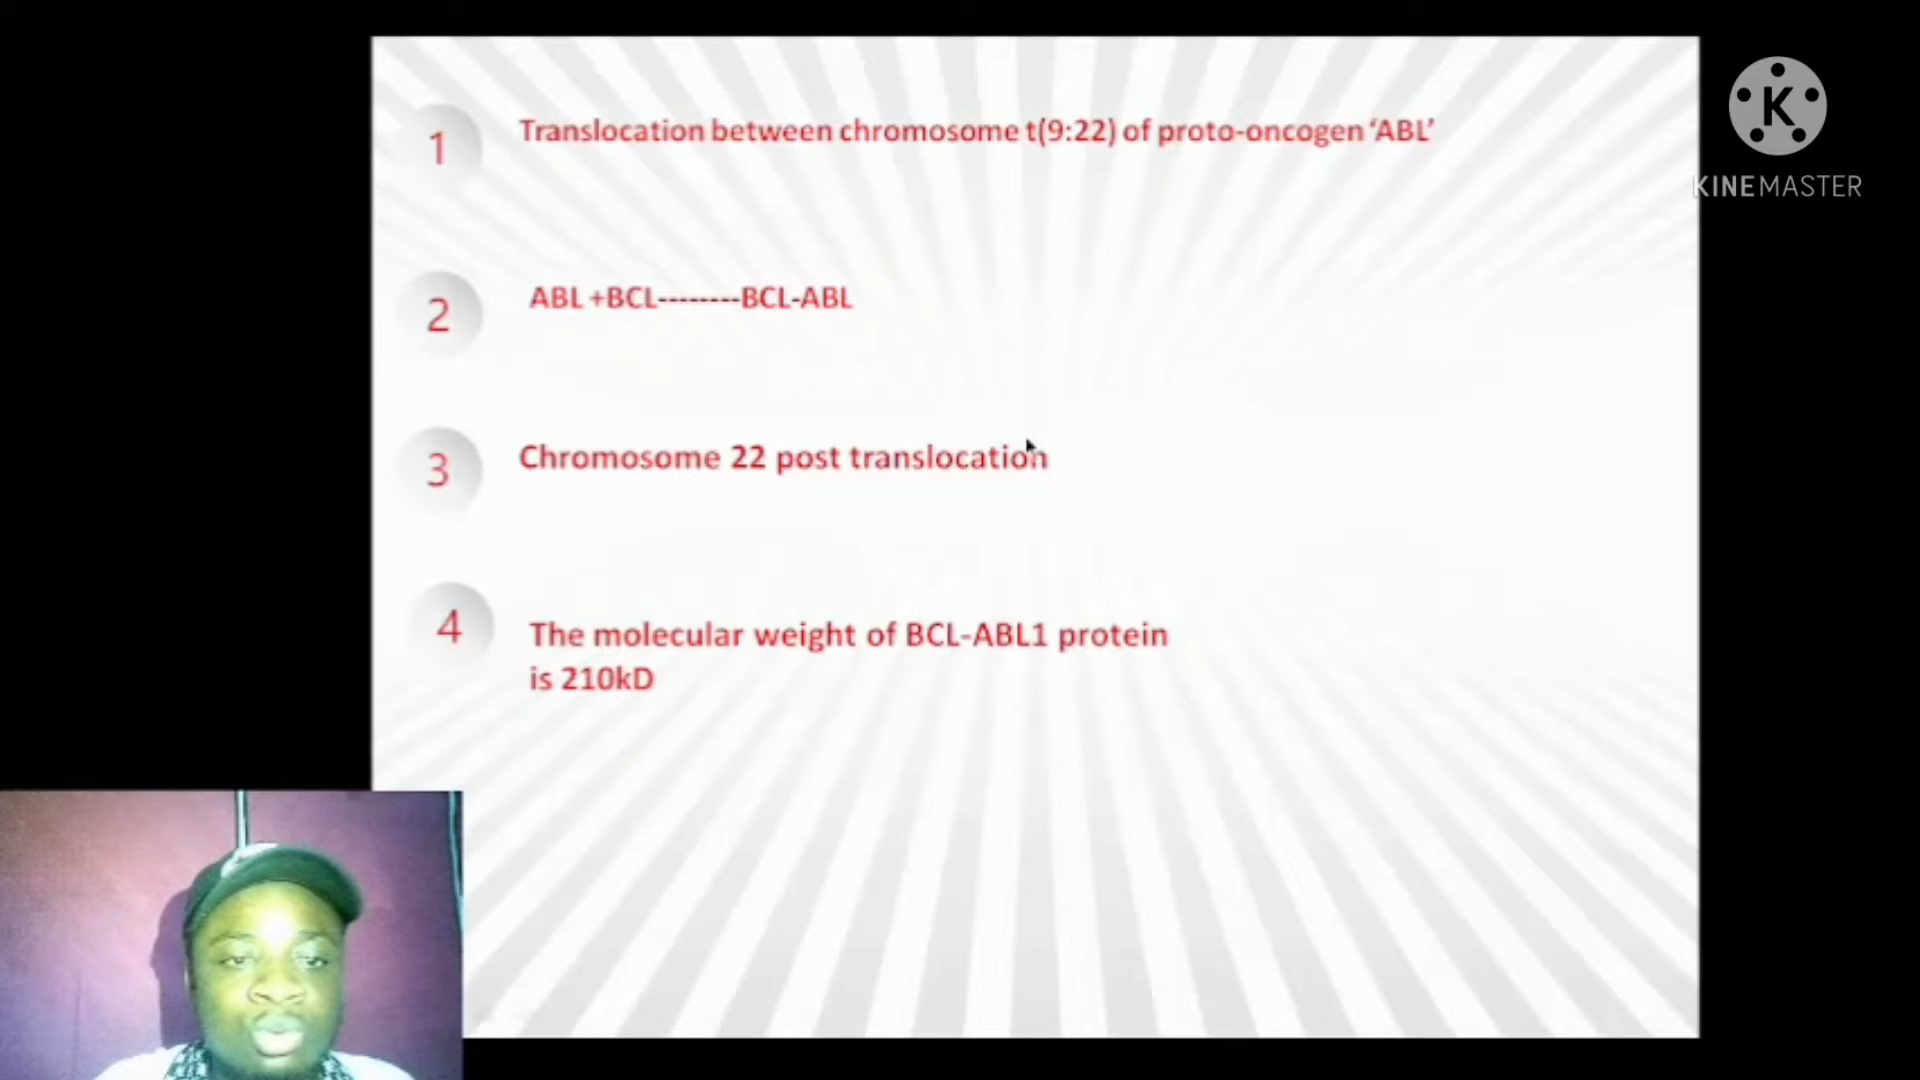 1
Translocation between chromosome t(9:22) of proto-oncogen ‘ABL’
2
ABL +BCL--------BCL-ABL
3
Chromosome 22 post translocation
4
The molecular weight of BCL-ABL1 protein
is 210kD
K
KINEMASTER